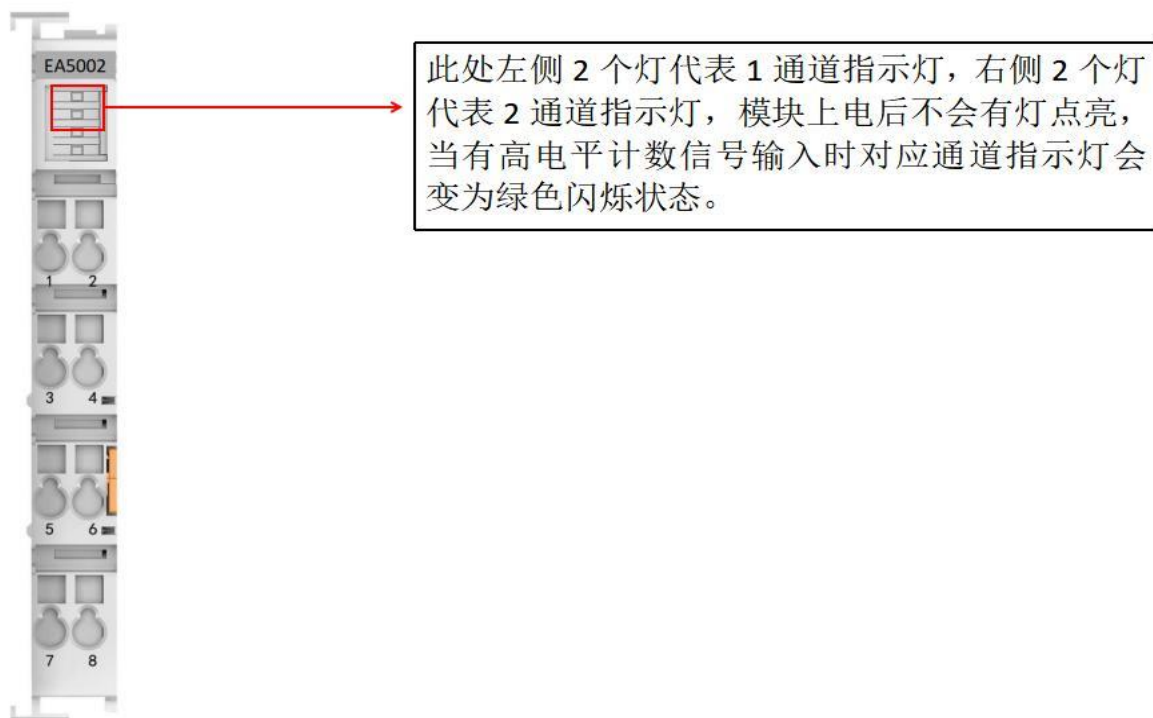 EA5002
此处左侧 2 个灯代表 1 通道指示灯，右侧 2 个灯
代表 2 通道指示灯，模块上电后不会有灯点亮，
当有高电平计数信号输入时对应通道指示灯会
变为绿色闪烁状态。
1 2
3 4
5 6
7 8